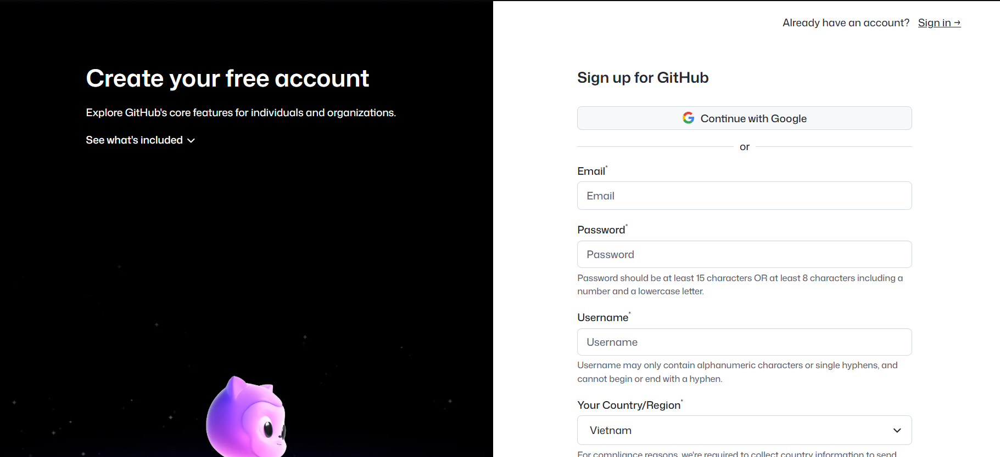 Already have an account? Sign in →
Create your free account
Explore GitHub's core features for individuals and organizations.
See what's included
Sign up for GitHub
Continue with Google
or
Email*
Email
Password*
Password
Password should be at least 15 characters OR at least 8 characters including a
number and a lowercase letter.
Username*
Username
Username may only contain alphanumeric characters or single hyphens, and
cannot begin or end with a hyphen.
Your Country/Region*
Vietnam
For compliance reasons, we're required to collect country information to send